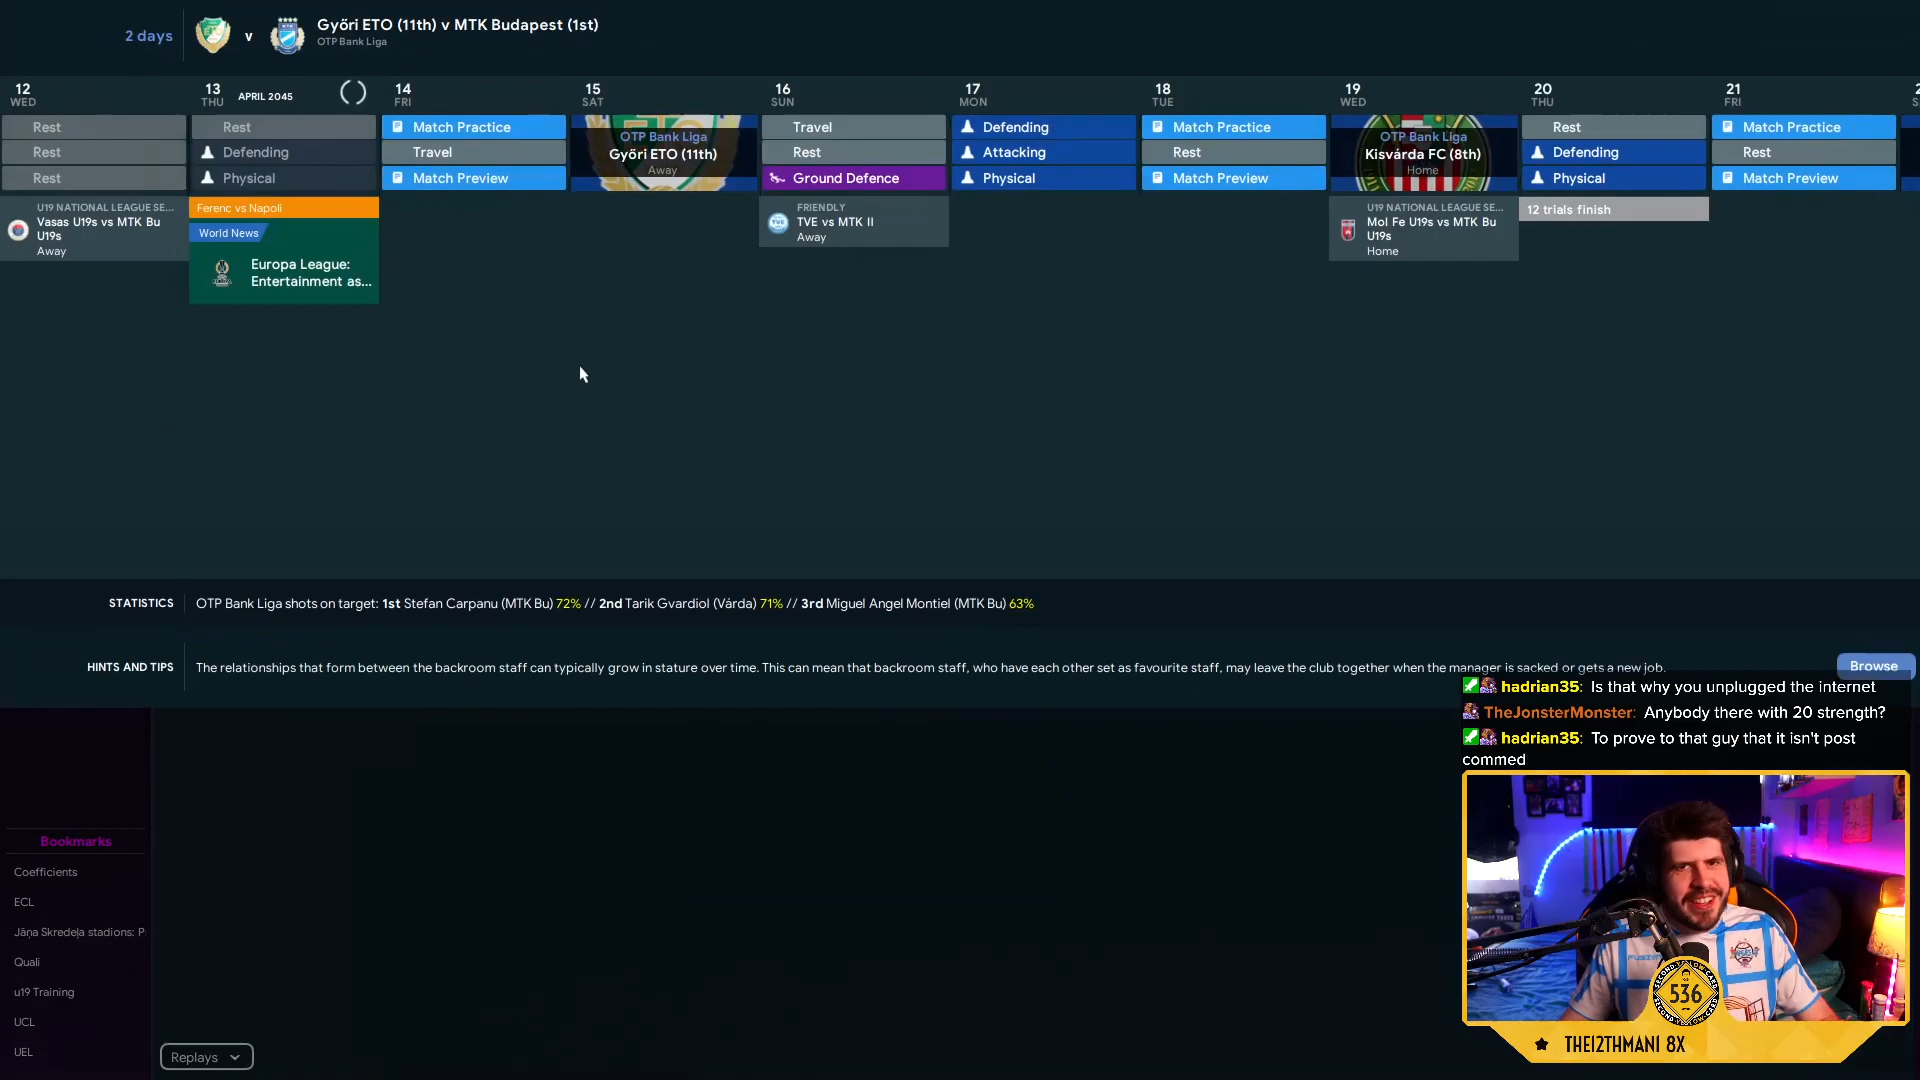 2 days
v
Győri ETO (11th) v MTK Budapest (1st)
OTP Bank Liga
12
WED
13
THU
APRIL 2045
14
FRI
15
SAT
16
SUN
17
MON
18
TUE
19
WED
20
THU
21
FRI
Rest
Rest
Match Practice
OTP Bank Liga
Travel
Defending
Match Practice
OTP Bank Liga
Rest
Match Practice
Rest
Defending
Travel
Győri ETO (11th)
Rest
Attacking
Rest
Kisvárda FC (8th)
Defending
Rest
Away
Home
Rest
Physical
Match Preview
Ground Defence
Physical
Match Preview
Physical
Match Preview
U19 NATIONAL LEAGUE SE...
Vasas U19s vs MTK Bu
U19s
Away
Ferenc vs Napoli
World News
Europa League:
Entertainment as...
FRIENDLY
TVE vs MTK II
Away
U19 NATIONAL LEAGUE SE...
Mol Fe U19s vs MTK Bu
U19s
Home
12 trials finish
STATISTICS
OTP Bank Liga shots on target: 1st Stefan Carpanu (MTK Bu) 72% // 2nd Tarik Gvardiol (Várda) 71% // 3rd Miguel Angel Montiel (MTK Bu) 63%
HINTS AND TIPS
The relationships that form between the backroom staff can typically grow in stature over time. This can mean that backroom staff, who have each other set as favourite staff, may leave the club together when the manager is sacked or gets a new job.
Browse
hadrian35: Is that why you unplugged the internet
TheJonsterMonster: Anybody there with 20 strength?
hadrian35: To prove to that guy that it isn't post
commed
Bookmarks
Coefficients
ECL
Jāņa Skredeļa stadions: P
Quali
u19 Training
UCL
UEL
Replays
SECOND YELLOW CARD
536
THE12THMAN1 8X